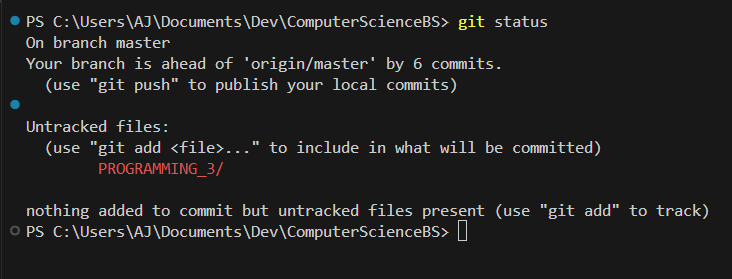 PS C:\Users\AJ\Documents\Dev\ComputerScienceBS> git status
On branch master
Your branch is ahead of 'origin/master' by 6 commits.
  (use "git push" to publish your local commits)

Untracked files:
  (use "git add <file>..." to include in what will be committed)
        PROGRAMMING_3/

nothing added to commit but untracked files present (use "git add" to track)
PS C:\Users\AJ\Documents\Dev\ComputerScienceBS>